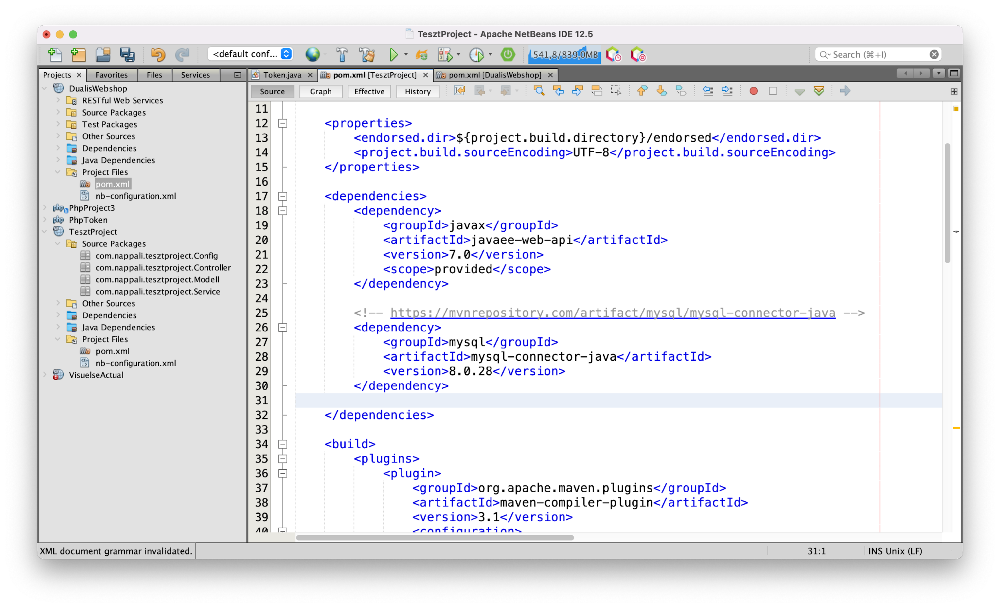 TesztProject - Apache NetBeans IDE 12.5
<default conf...
541,8/839,0MB
Search (⌘+I)
Projects
Favorites
Files
Services
Token.java
pom.xml [TesztProject]
pom.xml [DualisWebshop]
Source
Graph
Effective
History
DualisWebshop
RESTful Web Services
Source Packages
Test Packages
Other Sources
Dependencies
Java Dependencies
Project Files
pom.xml
nb-configuration.xml
php PhpProject3
php PhpToken
TesztProject
Source Packages
com.nappali.tesztproject.Config
com.nappali.tesztproject.Controller
com.nappali.tesztproject.Modell
com.nappali.tesztproject.Service
Other Sources
Dependencies
Java Dependencies
Project Files
pom.xml
nb-configuration.xml
VisuelseActual
11
12 <properties>
13 <endorsed.dir>${project.build.directory}/endorsed</endorsed.dir>
14 <project.build.sourceEncoding>UTF-8</project.build.sourceEncoding>
15 </properties>
16
17 <dependencies>
18 <dependency>
19 <groupId>javax</groupId>
20 <artifactId>javaee-web-api</artifactId>
21 <version>7.0</version>
22 <scope>provided</scope>
23 </dependency>
24
25 <!-- https://mvnrepository.com/artifact/mysql/mysql-connector-java -->
26 <dependency>
27 <groupId>mysql</groupId>
28 <artifactId>mysql-connector-java</artifactId>
29 <version>8.0.28</version>
30 </dependency>
31
32 </dependencies>
33
34 <build>
35 <plugins>
36 <plugin>
37 <groupId>org.apache.maven.plugins</groupId>
38 <artifactId>maven-compiler-plugin</artifactId>
39 <version>3.1</version>
40 <configuration>
XML document grammar invalidated.
31:1
INS Unix (LF)